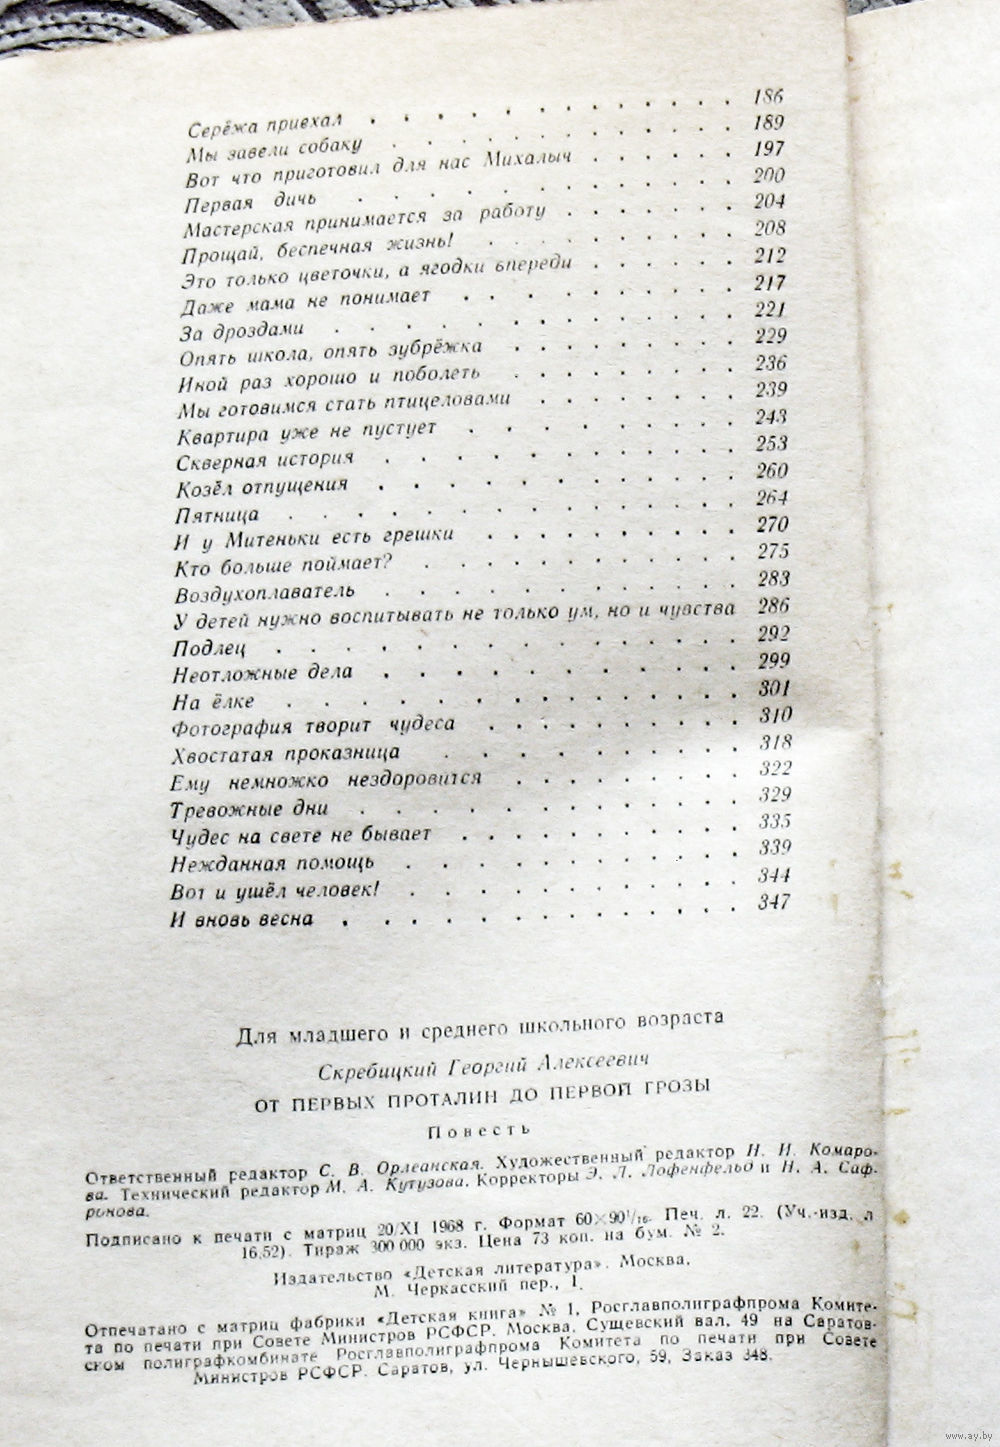 Серёжа приехал . . . . . . . . . . . . . 186
Мы завели собаку . . . . . . . . . . . . 189
Вот что приготовил для нас Михалыч . . . . . . 197
Первая дичь . . . . . . . . . . . . . 200
Мастерская принимается за работу . . . . . . . 204
Прощай, беспечная жизнь! . . . . . . . . . 208
Это только цветочки, а ягодки впереди . . . . . . 212
Даже мама не понимает . . . . . . . . . . 217
За дроздами . . . . . . . . . . . . . 221
Опять школа, опять зубрёжка . . . . . . . . . 229
Иной раз хорошо и поболеть . . . . . . . . . 236
Мы готовимся стать птицеловами . . . . . . . . 239
Квартира уже не пустует . . . . . . . . . . 243
Скверная история . . . . . . . . . . . . 253
Козёл отпущения . . . . . . . . . . . . 260
Пятница . . . . . . . . . . . . . . 264
И у Митеньки есть грешки . . . . . . . . . 270
Кто больше поймает? . . . . . . . . . . . 275
Воздухоплаватель . . . . . . . . . . . . 283
У детей нужно воспитывать не только ум, но и чувства 286
Подлец . . . . . . . . . . . . . . 292
Неотложные дела . . . . . . . . . . . . 299
На ёлке . . . . . . . . . . . . . . 301
Фотография творит чудеса . . . . . . . . . . 310
Хвостатая проказница . . . . . . . . . . . 318
Ему немножко нездоровится . . . . . . . . . 322
Тревожные дни . . . . . . . . . . . . . 329
Чудес на свете не бывает . . . . . . . . . . 335
Нежданная помощь . . . . . . . . . . . . 339
Вот и ушёл человек! . . . . . . . . . . . 344
И вновь весна . . . . . . . . . . . . . 347
Для младшего и среднего школьного возраста
Скребицкий Георгий Алексеевич
ОТ ПЕРВЫХ ПРОТАЛИН ДО ПЕРВОЙ ГРОЗЫ
Повесть
Ответственный редактор С. В. Орлеанская. Художественный редактор Н. И. Комаро-
ва. Технический редактор М. А. Кутузова. Корректоры Э. Л. Лофенфельд и Н. А. Саф-
ронова.
Подписано к печати с матриц 20/XI 1968 г. Формат 60×90¹/₁₆. Печ. л. 22. (Уч.-изд. л
16,52). Тираж 300 000 экз. Цена 73 коп. на бум. № 2.
Издательство «Детская литература». Москва,
М. Черкасский пер., 1.
Отпечатано с матриц фабрики «Детская книга» № 1, Росглавполиграфпрома Комите-
та по печати при Совете Министров РСФСР. Москва, Сущевский вал, 49 на Саратов-
ском полиграфкомбинате Росглавполиграфпрома Комитета по печати при Совете
Министров РСФСР. Саратов, ул. Чернышевского, 59, Заказ 348.
www.ay.by